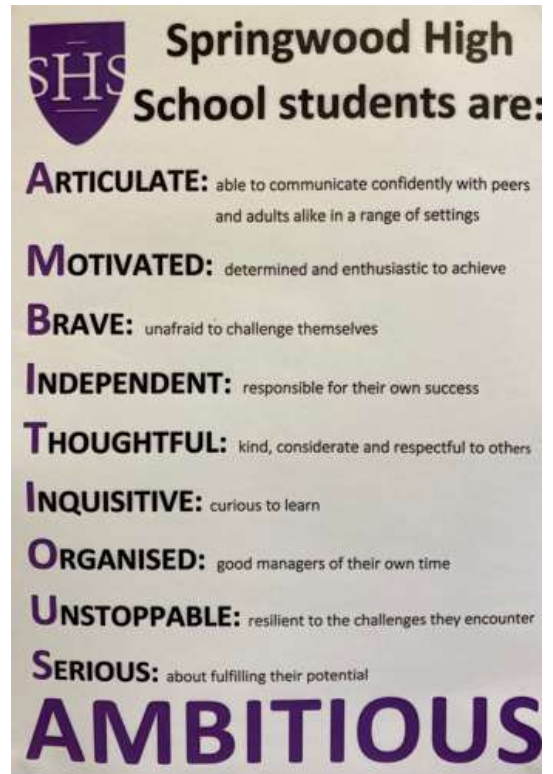 SHS
Springwood High
School students are:
ARTICULATE: able to communicate confidently with peers
and adults alike in a range of settings
MOTIVATED: determined and enthusiastic to achieve
BRAVE: unafraid to challenge themselves
INDEPENDENT: responsible for their own success
THOUGHTFUL: kind, considerate and respectful to others
INQUISITIVE: curious to learn
ORGANISED: good managers of their own time
UNSTOPPABLE: resilient to the challenges they encounter
SERIOUS: about fulfilling their potential
AMBITIOUS